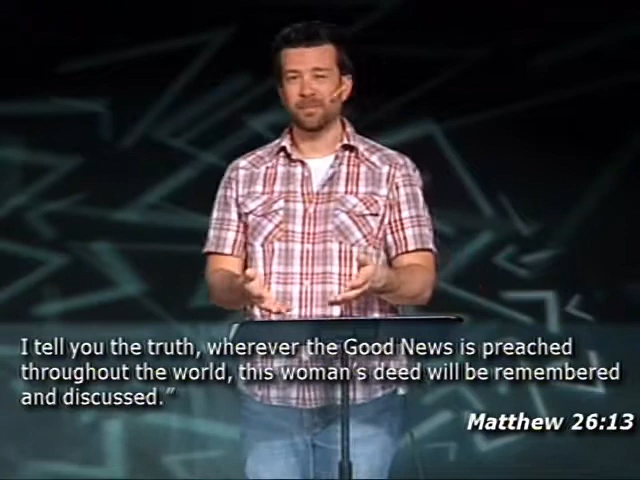 I tell you the truth, wherever the Good News is preached
throughout the world, this woman's deed will be remembered
and discussed.”
Matthew 26:13